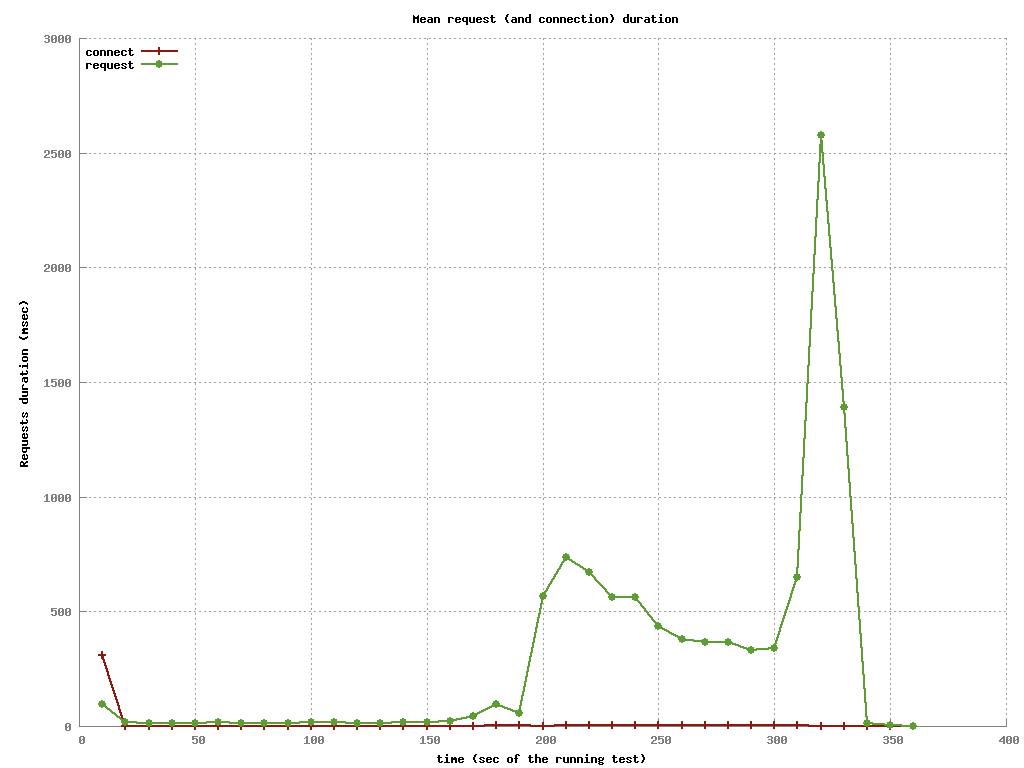 Mean request (and connection) duration
3000
connect
request
2500
2000
Requests duration (msec)
1500
1000
500
0
0 50 100 150 200 250 300 350 400
time (sec of the running test)